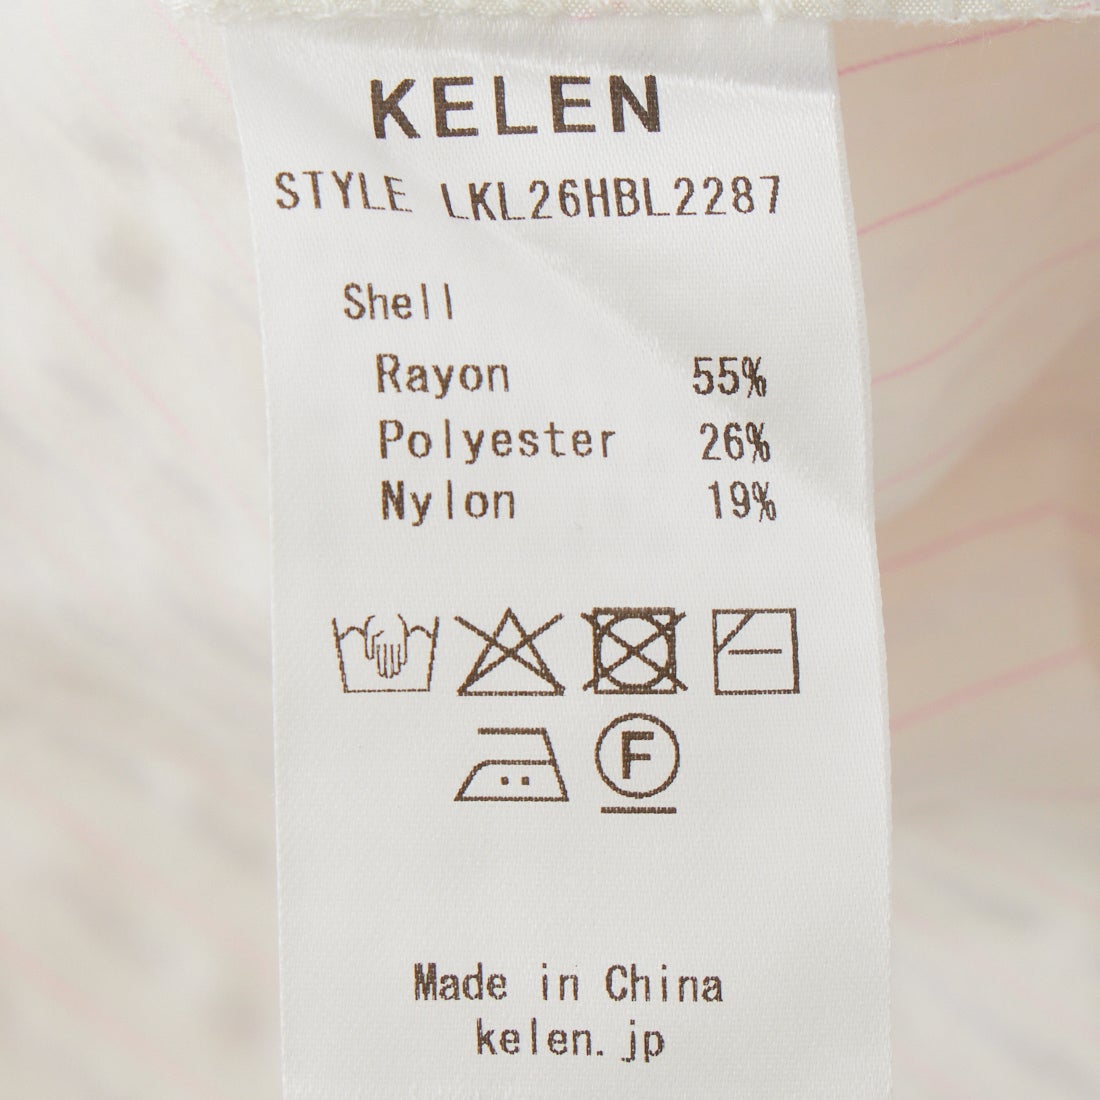 KELEN
STYLE LKL26HBL2287
Shell
Rayon 55%
Polyester 26%
Nylon 19%
F
Made in China
kelen.jp